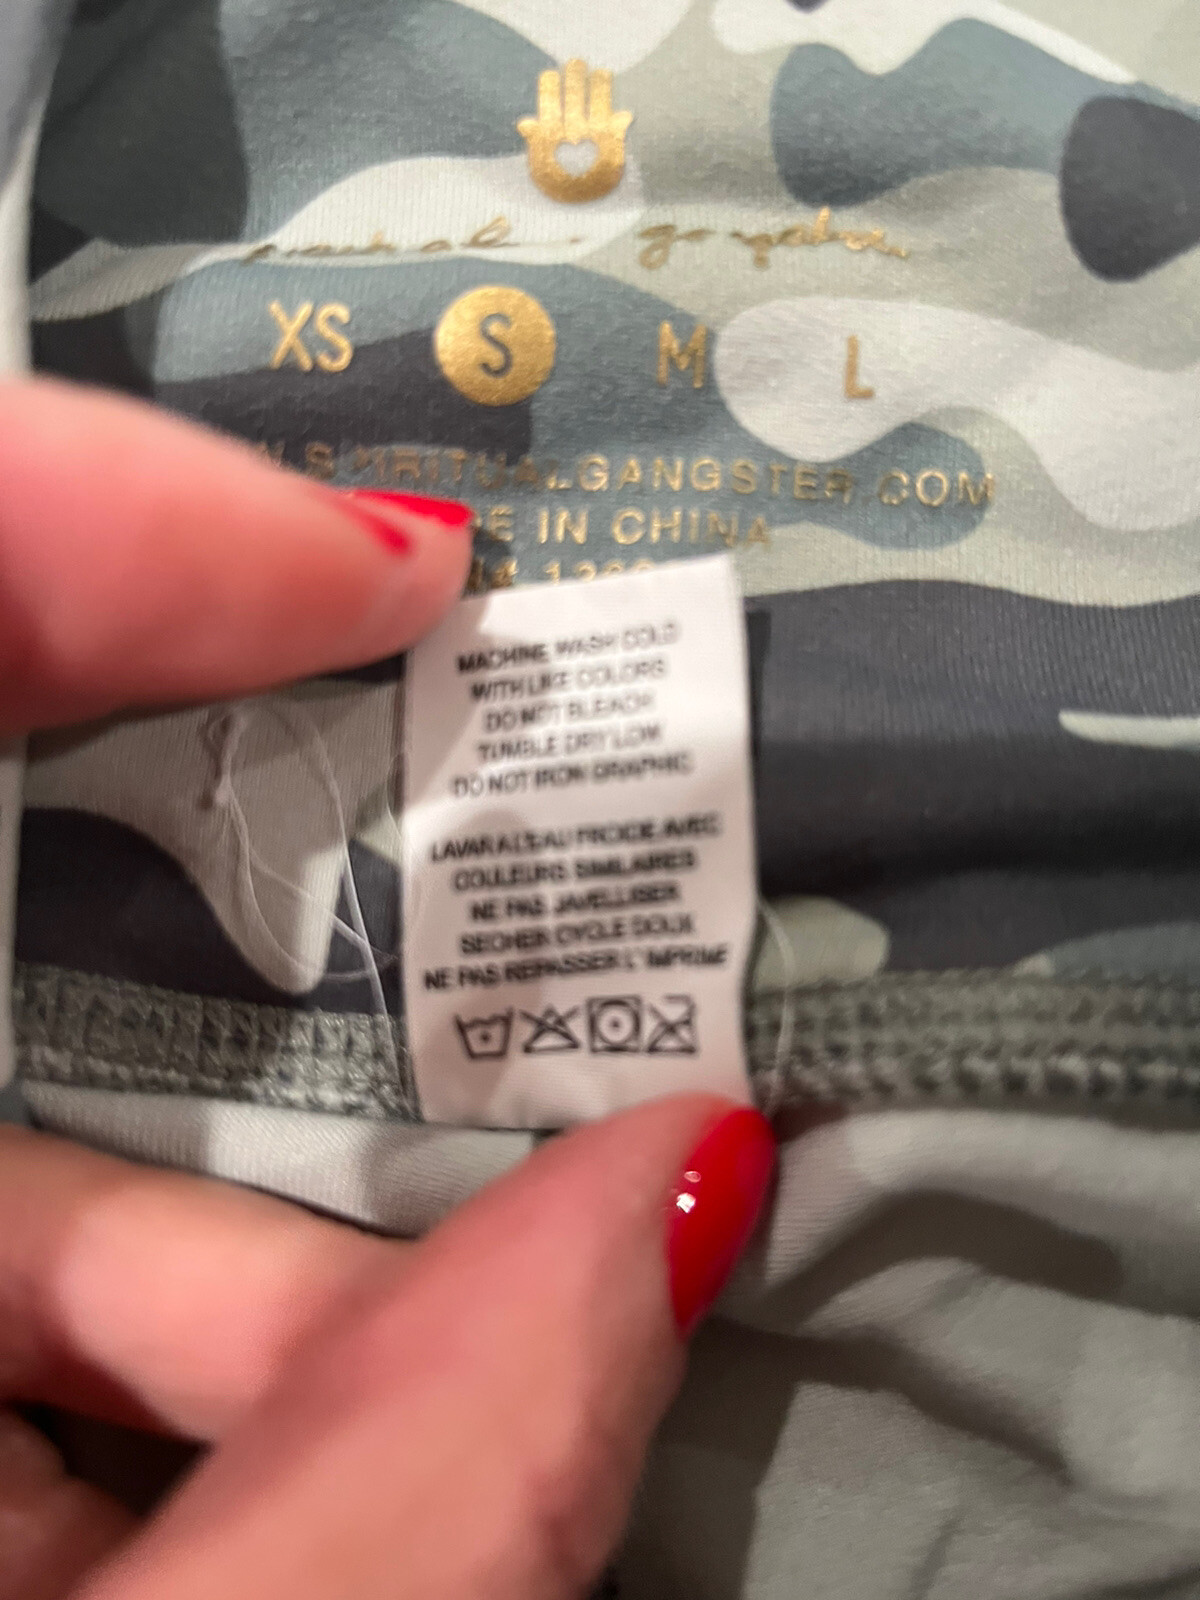 XS S M L
SPIRITUALGANGSTER.COM
IN CHINA
MACHINE WASH COLD
WITH LIKE COLORS
DO NOT BLEACH
TUMBLE DRY LOW
DO NOT IRON GRAPHIC
LAVAR A L'EAU FROIDE AVEC
COULEURS SIMILAIRES
NE PAS JAVELLISER
SECHER CYCLE DOUX
NE PAS REPASSER L'IMPRIME